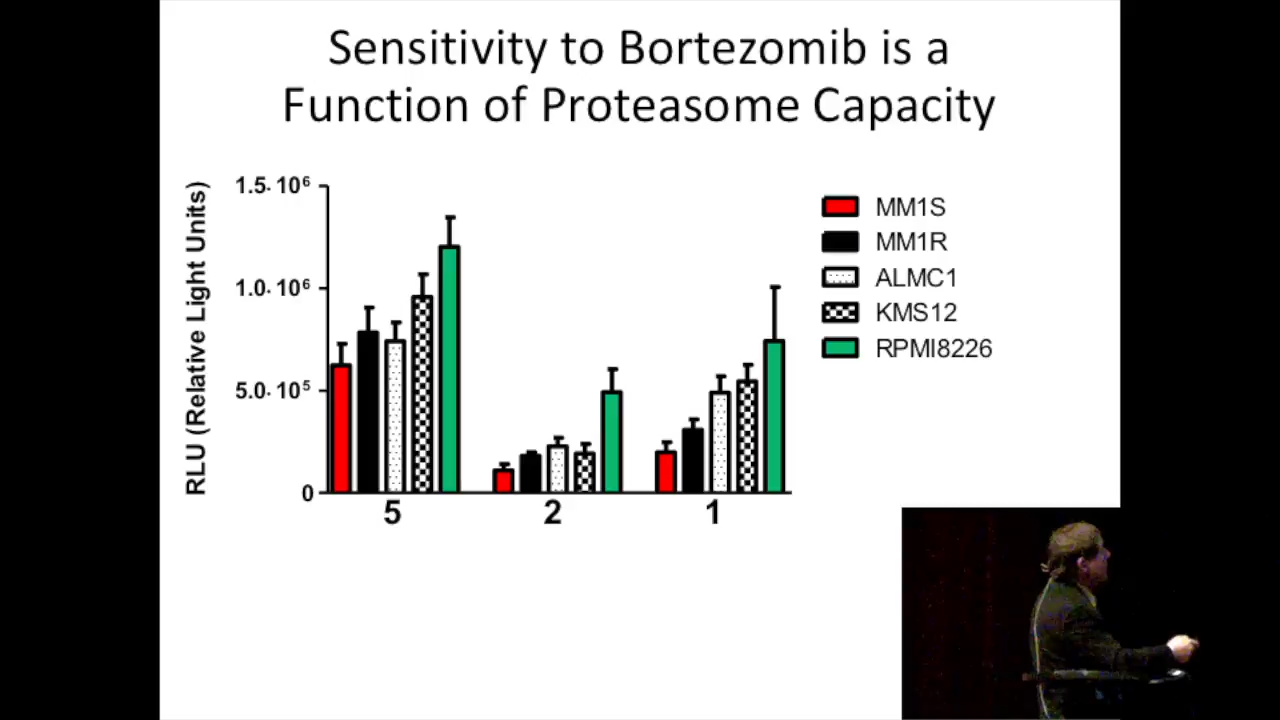 Sensitivity to Bortezomib is a
Function of Proteasome Capacity
RLU (Relative Light Units)
1.5· 10⁶
1.0· 10⁶
5.0· 10⁵
0
5 2 1
MM1S
MM1R
ALMC1
KMS12
RPMI8226